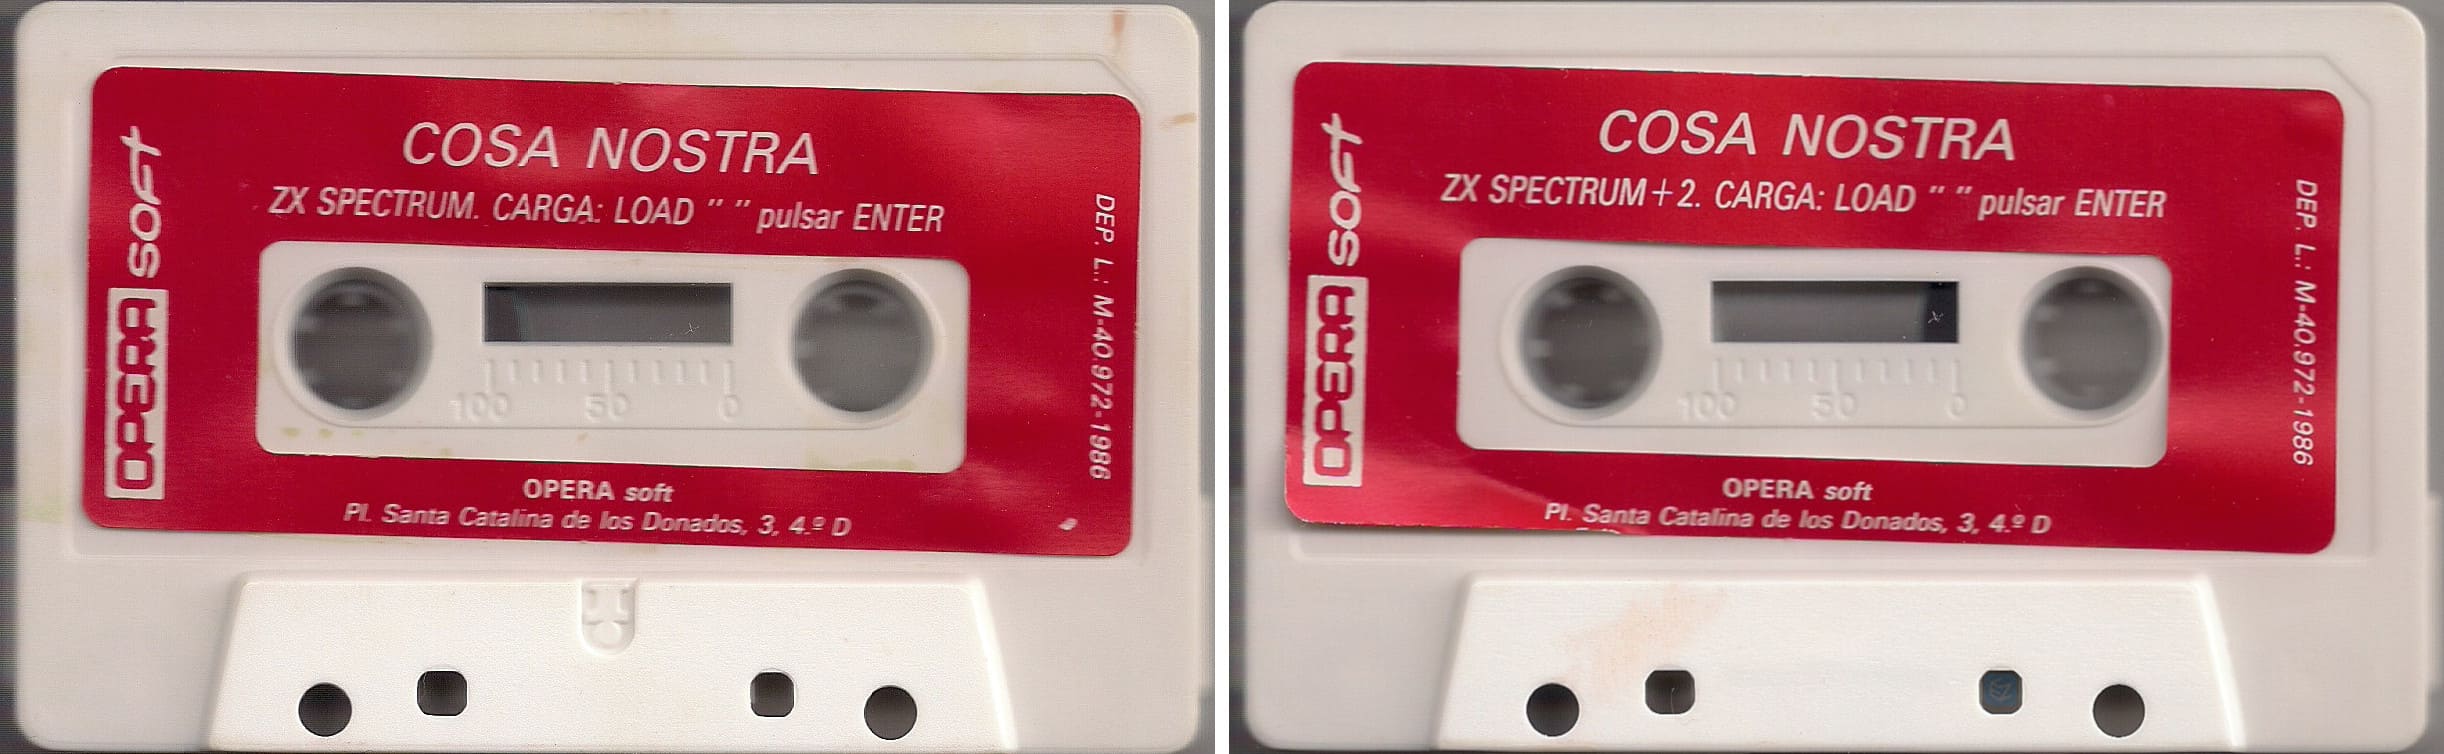 COSA NOSTRA
ZX SPECTRUM. CARGA: LOAD " " pulsar ENTER
OPERA soft
DEP. L.: M-40.972-1986
100 50 0
OPERA soft
Pl. Santa Catalina de los Donados, 3, 4.º D
COSA NOSTRA
ZX SPECTRUM+2. CARGA: LOAD " " pulsar ENTER
OPERA soft
DEP. L.: M-40.972-1986
100 50 0
OPERA soft
Pl. Santa Catalina de los Donados, 3, 4.º D